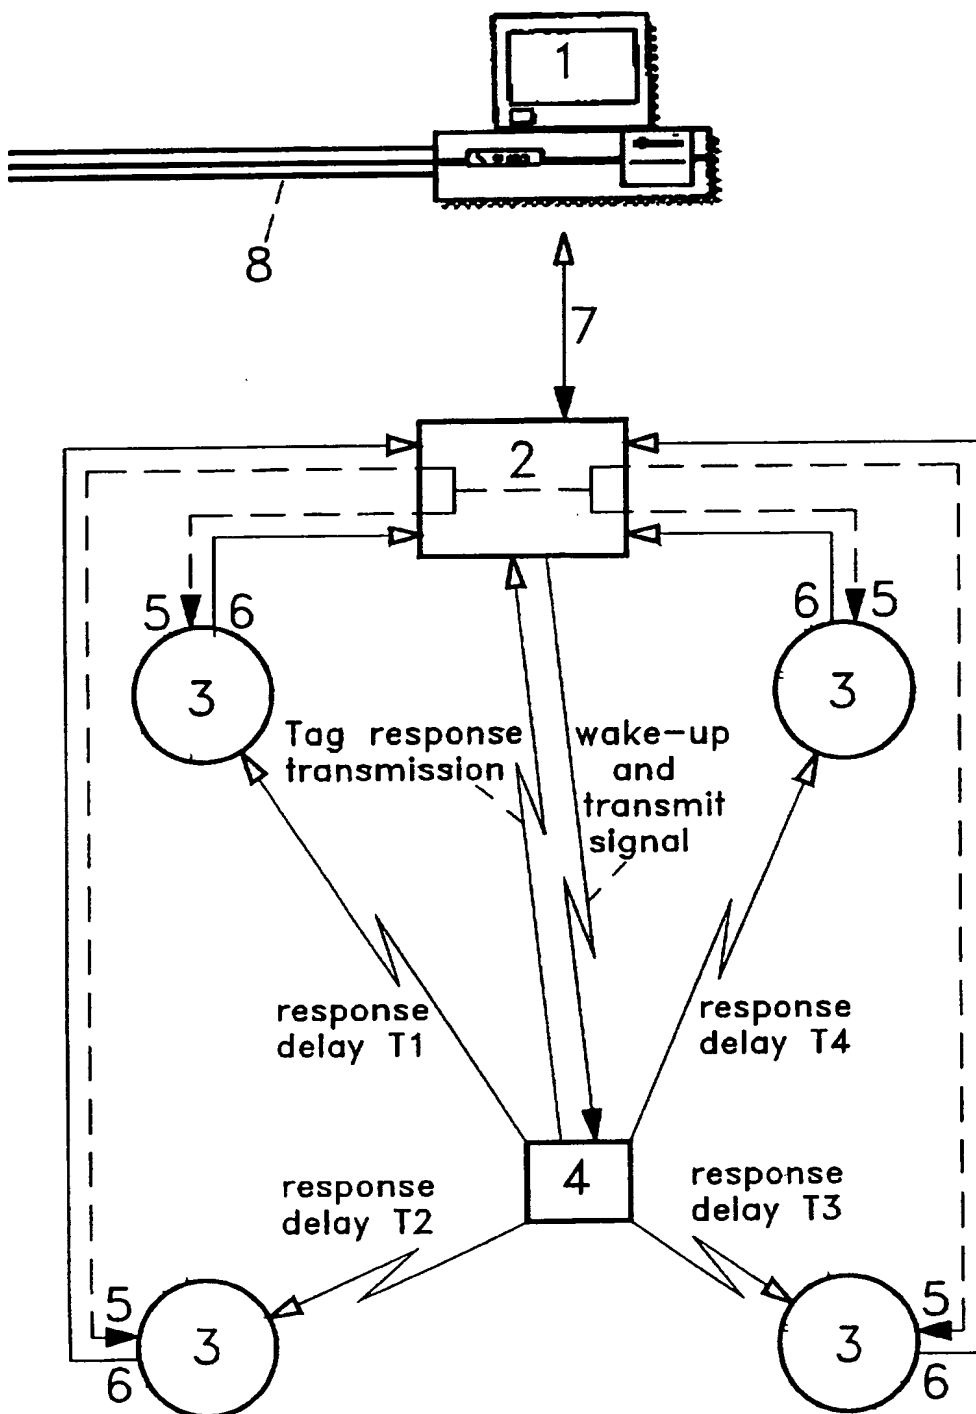 1
8
7
2
5 6
6 5
3
3
Tag response
transmission
wake-up
and
transmit
signal
response
delay T1
response
delay T4
4
response
delay T2
response
delay T3
5
3
6
5
3
6